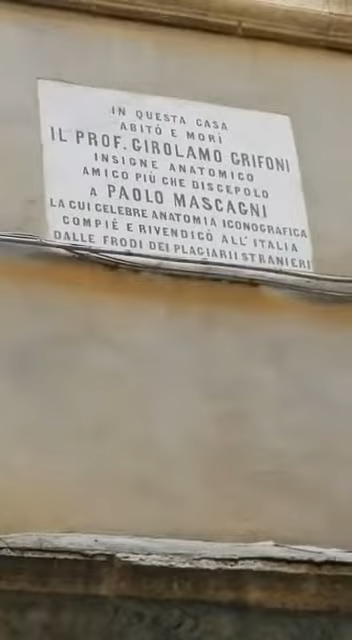 IN QUESTA CASA
ABITÒ E MORÌ
IL PROF. GIROLAMO GRIFONI
INSIGNE ANATOMICO
AMICO PIÙ CHE DISCEPOLO
A PAOLO MASCAGNI
LA CUI CELEBRE ANATOMIA ICONOGRAFICA
COMPIÈ E RIVENDICÒ ALL'ITALIA
DALLE FRODI DEI PLAGIARII STRANIERI